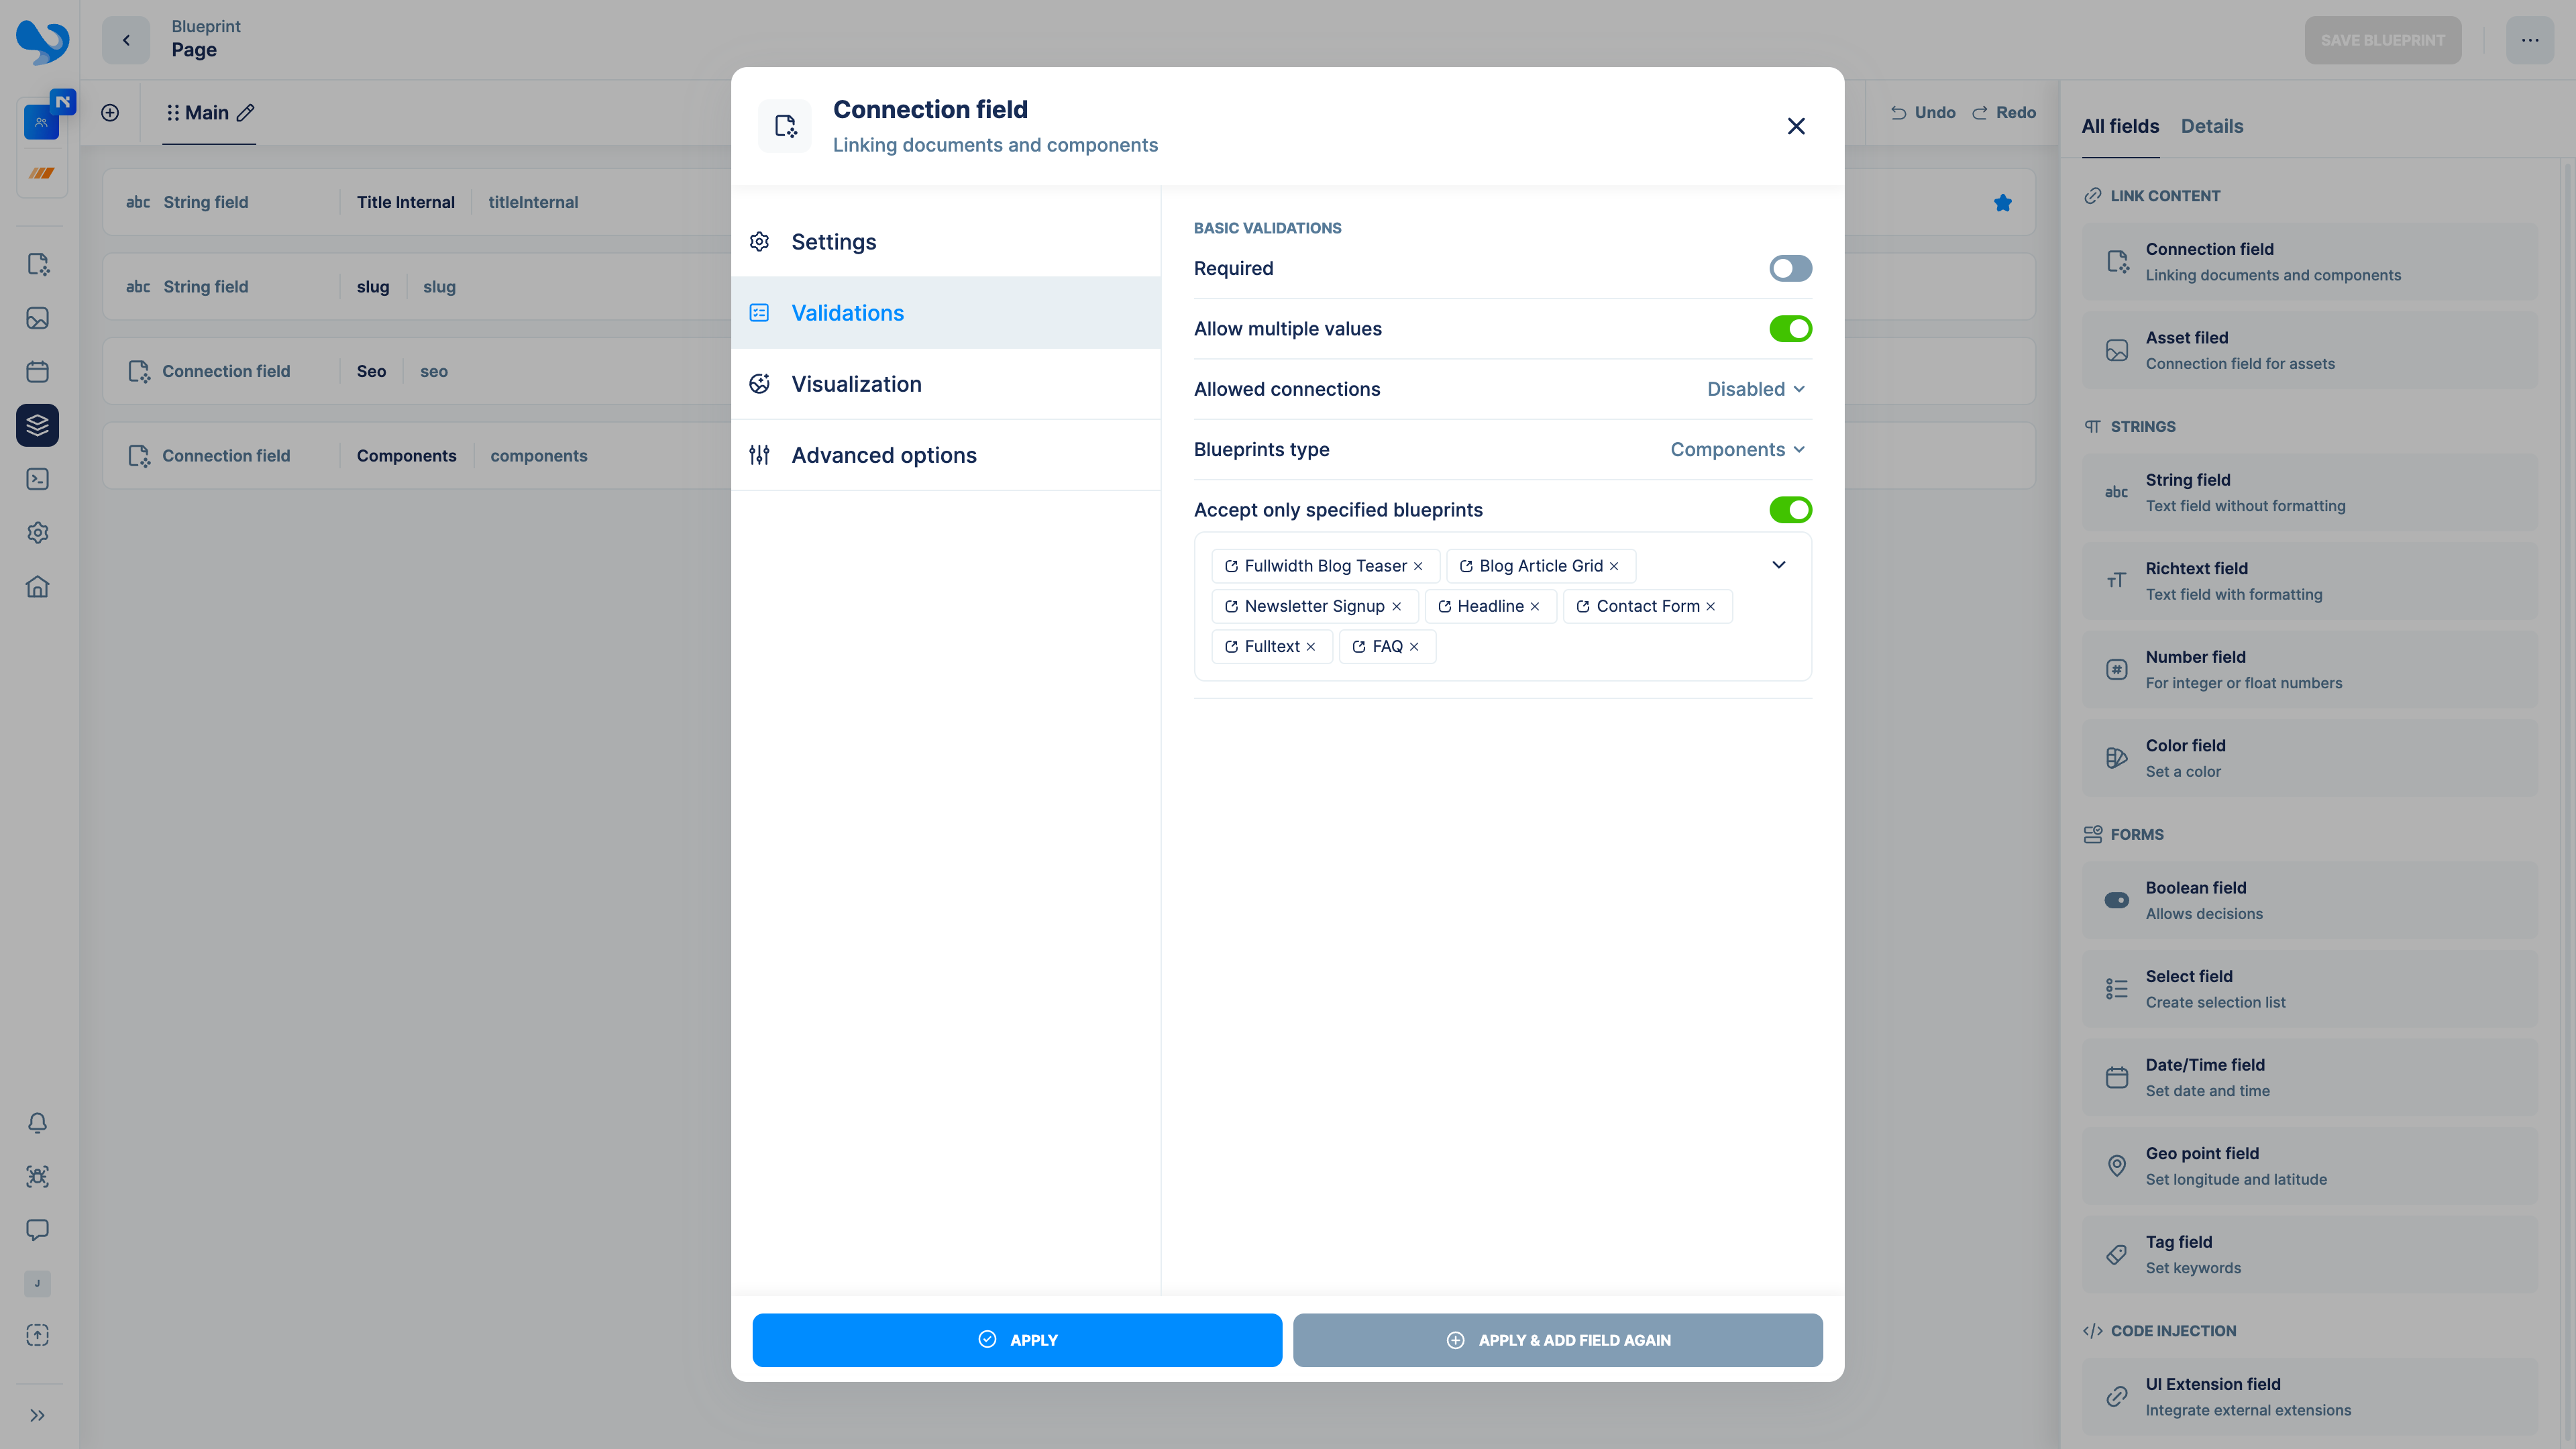 Blueprint
Page
SAVE BLUEPRINT
Main
Undo
Redo
abc String field Title Internal titleInternal
abc String field slug slug
Connection field Seo seo
Connection field Components components
J
Connection field
Linking documents and components
Settings
Validations
Visualization
Advanced options
BASIC VALIDATIONS
Required
Allow multiple values
Allowed connections Disabled
Blueprints type Components
Accept only specified blueprints
Fullwidth Blog Teaser Blog Article Grid
Newsletter Signup Headline Contact Form
Fulltext FAQ
APPLY
APPLY & ADD FIELD AGAIN
All fields Details
LINK CONTENT
Connection field
Linking documents and components
Asset filed
Connection field for assets
STRINGS
abc
String field
Text field without formatting
Richtext field
Text field with formatting
Number field
For integer or float numbers
Color field
Set a color
FORMS
Boolean field
Allows decisions
Select field
Create selection list
Date/Time field
Set date and time
Geo point field
Set longitude and latitude
Tag field
Set keywords
CODE INJECTION
UI Extension field
Integrate external extensions